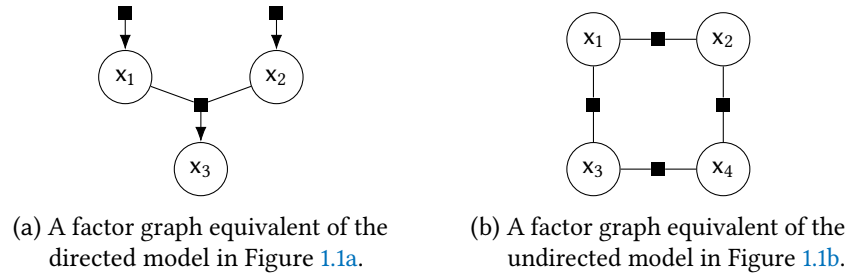 x1 x2
x1 x2
x3
x3 x4
(a) A factor graph equivalent of the
directed model in Figure 1.1a.
(b) A factor graph equivalent of the
undirected model in Figure 1.1b.